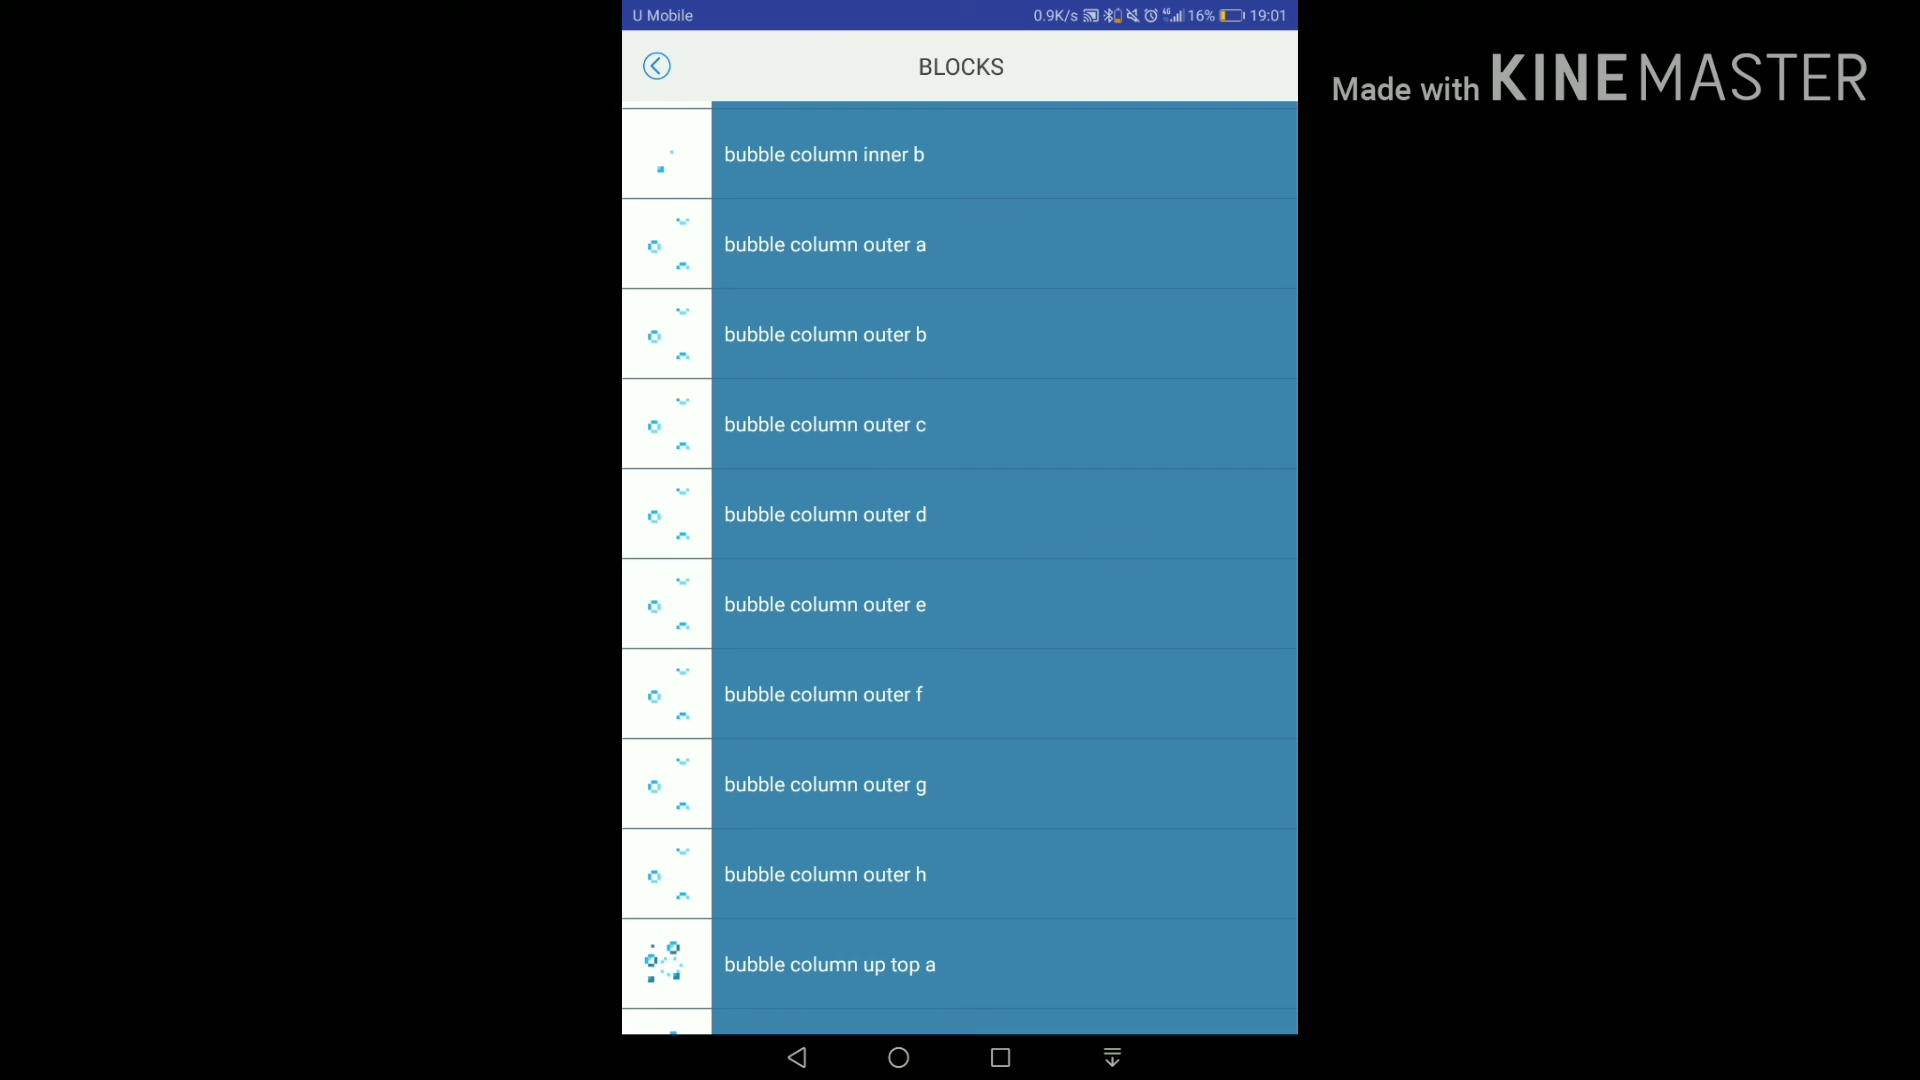 U Mobile 0.9K/s 4G 16% 19:01
BLOCKS
Made with KINEMASTER
bubble column inner b
bubble column outer a
bubble column outer b
bubble column outer c
bubble column outer d
bubble column outer e
bubble column outer f
bubble column outer g
bubble column outer h
bubble column up top a